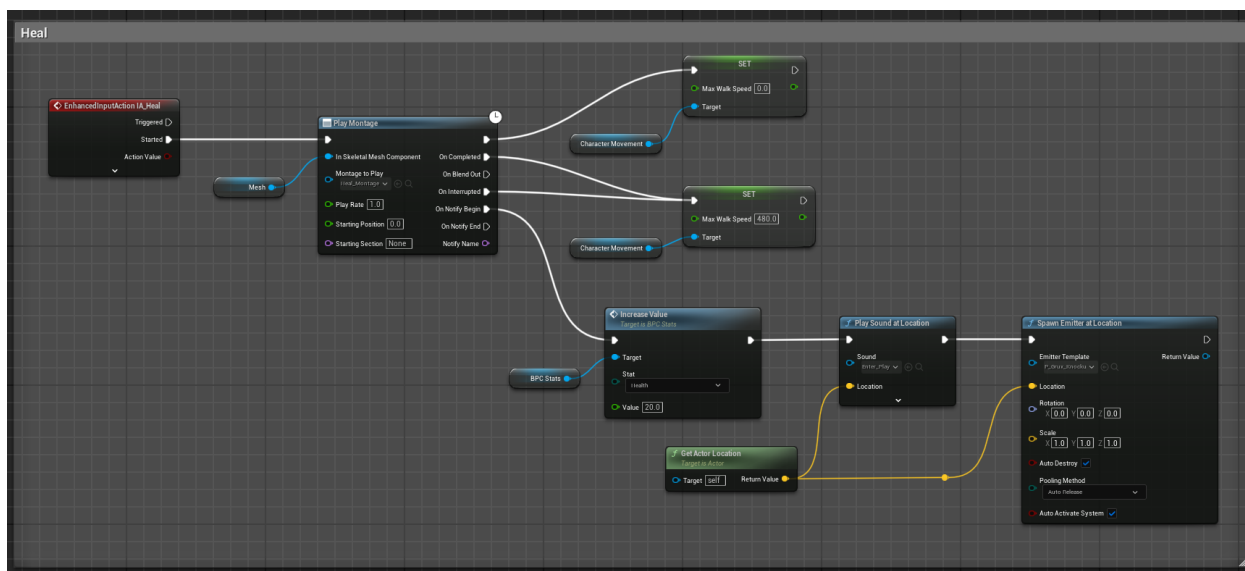 Heal
EnhancedInputAction IA_Heal
Triggered
Started
Action Value
Mesh
Play Montage
In Skeletal Mesh Component
On Completed
Montage to Play
Heal_Montage
On Blend Out
On Interrupted
Play Rate 1.0
On Notify Begin
Starting Position 0.0
On Notify End
Starting Section None
Notify Name
SET
Max Walk Speed 0.0
Target
Character Movement
SET
Max Walk Speed 480.0
Target
Character Movement
Increase Value
Target is BPC Stats
Target
BPC Stats
Stat
Health
Value 20.0
Get Actor Location
Target is Actor
Target self
Return Value
Play Sound at Location
Sound
Enter_Play
Location
Spawn Emitter at Location
Emitter Template
Return Value
Location
Rotation
X 0.0 Y 0.0 Z 0.0
Scale
X 1.0 Y 1.0 Z 1.0
Auto Destroy
Pooling Method
Auto Release
Auto Activate System